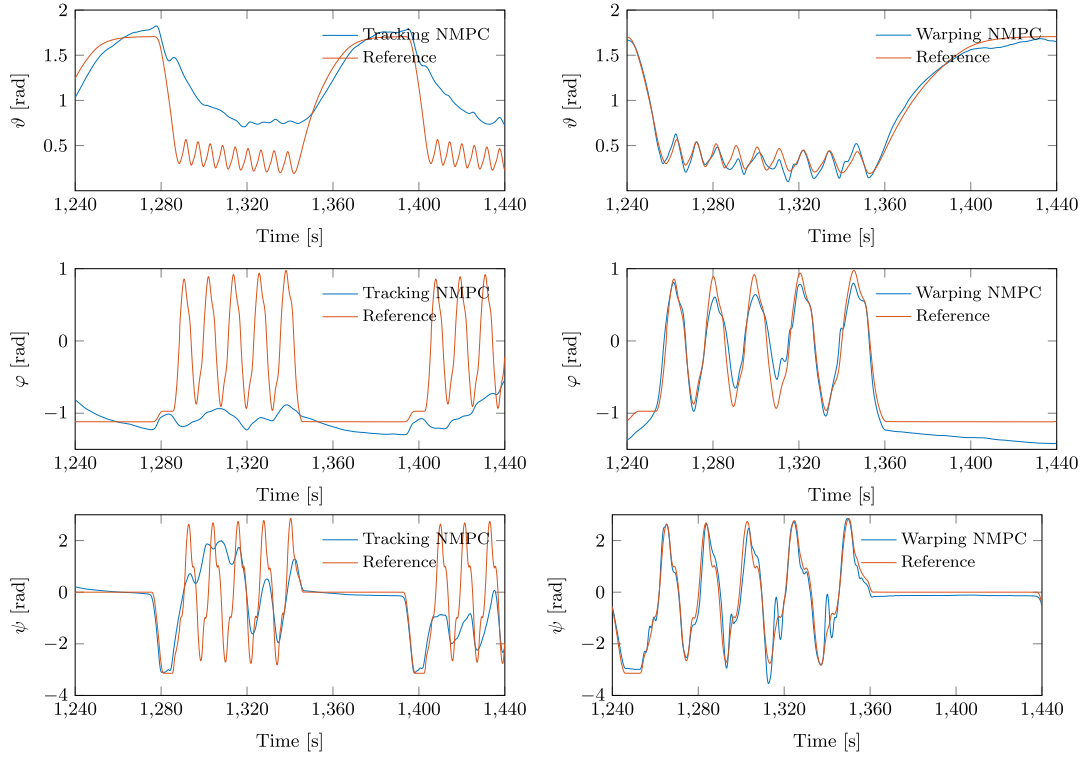 2
1.5
1
0.5
ϑ [rad]
Tracking NMPC
Reference
1,240 1,280 1,320 1,360 1,400 1,440
Time [s]
2
1.5
1
0.5
ϑ [rad]
Warping NMPC
Reference
1,240 1,280 1,320 1,360 1,400 1,440
Time [s]
1
0
−1
φ [rad]
Tracking NMPC
Reference
1,240 1,280 1,320 1,360 1,400 1,440
Time [s]
1
0
−1
φ [rad]
Warping NMPC
Reference
1,240 1,280 1,320 1,360 1,400 1,440
Time [s]
2
0
−2
−4
ψ [rad]
Tracking NMPC
Reference
1,240 1,280 1,320 1,360 1,400 1,440
Time [s]
2
0
−2
−4
ψ [rad]
Warping NMPC
Reference
1,240 1,280 1,320 1,360 1,400 1,440
Time [s]